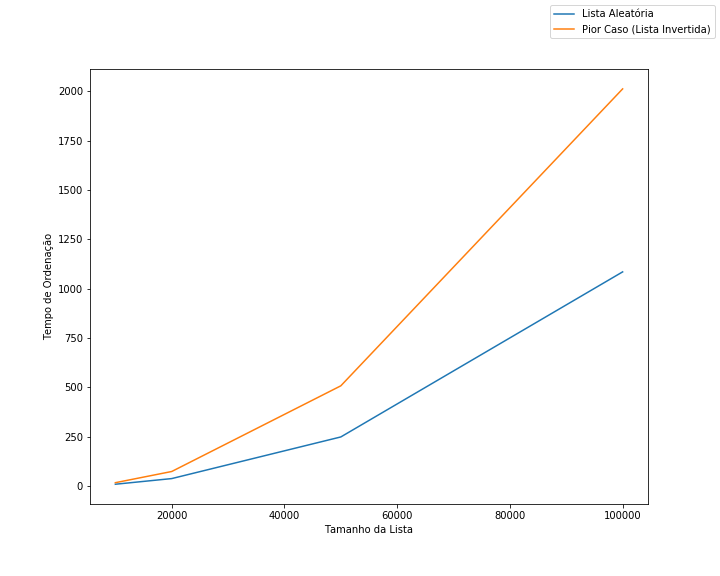 Lista Aleatória
Pior Caso (Lista Invertida)
2000
1750
1500
1250
1000
750
500
250
0
Tempo de Ordenação
20000 40000 60000 80000 100000
Tamanho da Lista